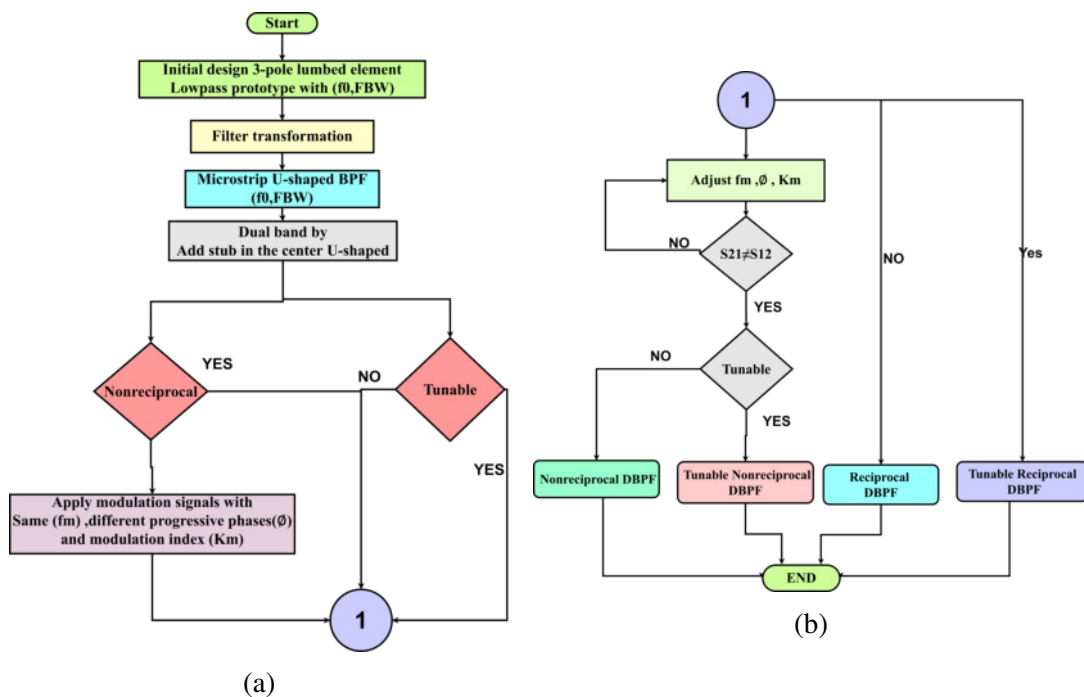 Start
Initial design 3-pole lumbed element
Lowpass prototype with (f0,FBW)
Filter transformation
Microstrip U-shaped BPF
(f0,FBW)
Dual band by
Add stub in the center U-shaped
Nonreciprocal
YES
NO
Tunable
YES
Apply modulation signals with
Same (fm) ,different progressive phases(Ø)
and modulation index (Km)
1
(a)
1
Adjust fm ,Ø , Km
NO
S21≠S12
NO
Yes
YES
NO
Tunable
YES
Nonreciprocal DBPF
Tunable Nonreciprocal
DBPF
Reciprocal
DBPF
Tunable Reciprocal
DBPF
END
(b)